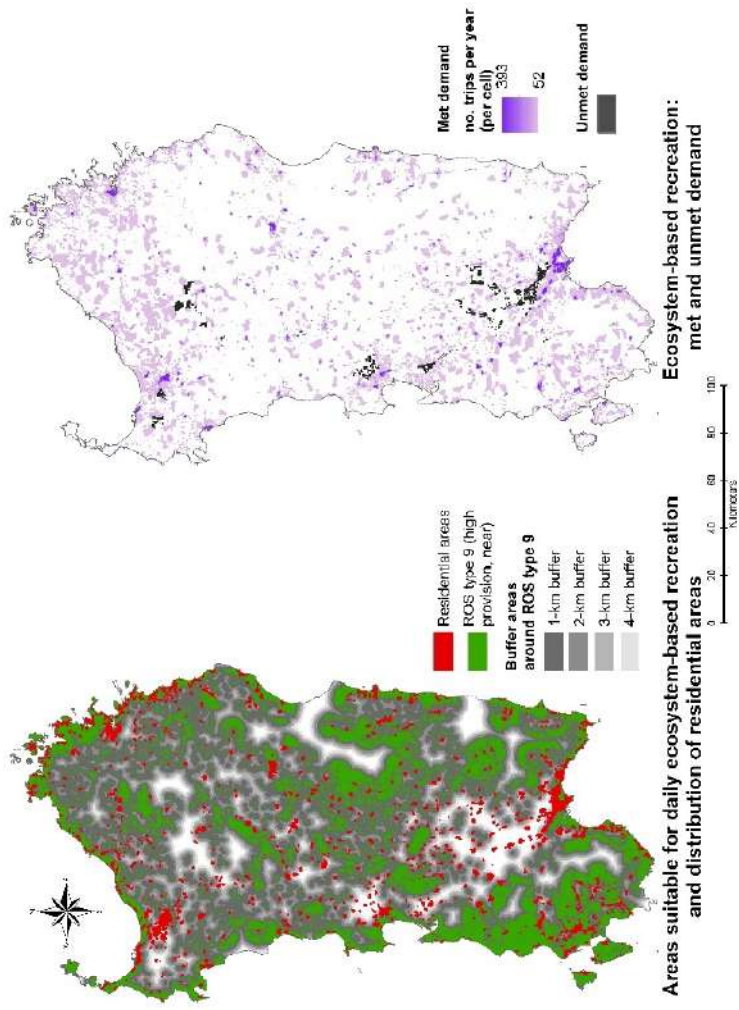 Residential areas
ROS type 9 (high
provision, near)
Buffer areas
around ROS type 9
1-km buffer
2-km buffer
3-km buffer
4-km buffer
Areas suitable for daily ecosystem-based recreation
and distribution of residential areas
0 20 40 60 80 100
Kilometers
Met demand
no. trips per year
(per cell)
393
52
Unmet demand
Ecosystem-based recreation:
met and unmet demand